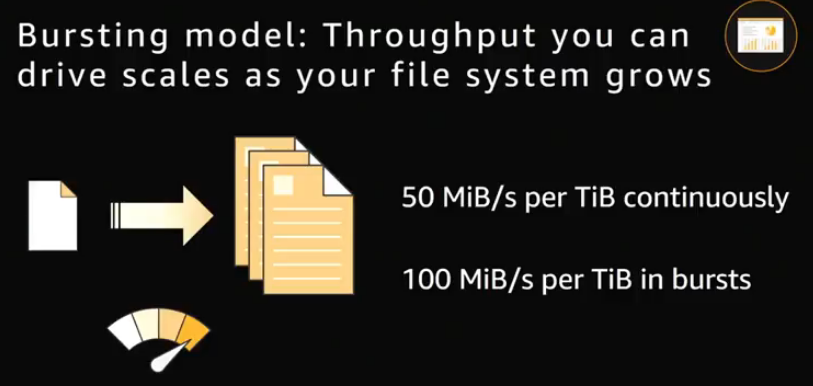 Bursting model: Throughput you can
drive scales as your file system grows
50 MiB/s per TiB continuously
100 MiB/s per TiB in bursts